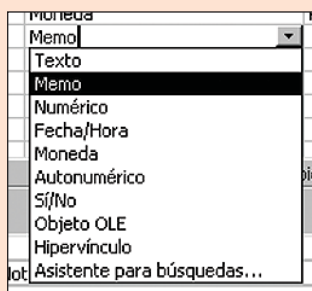 Moneda
Memo
Texto
Memo
Numérico
Fecha/Hora
Moneda
Autonumérico
Sí/No
Objeto OLE
Hipervínculo
Asistente para búsquedas...